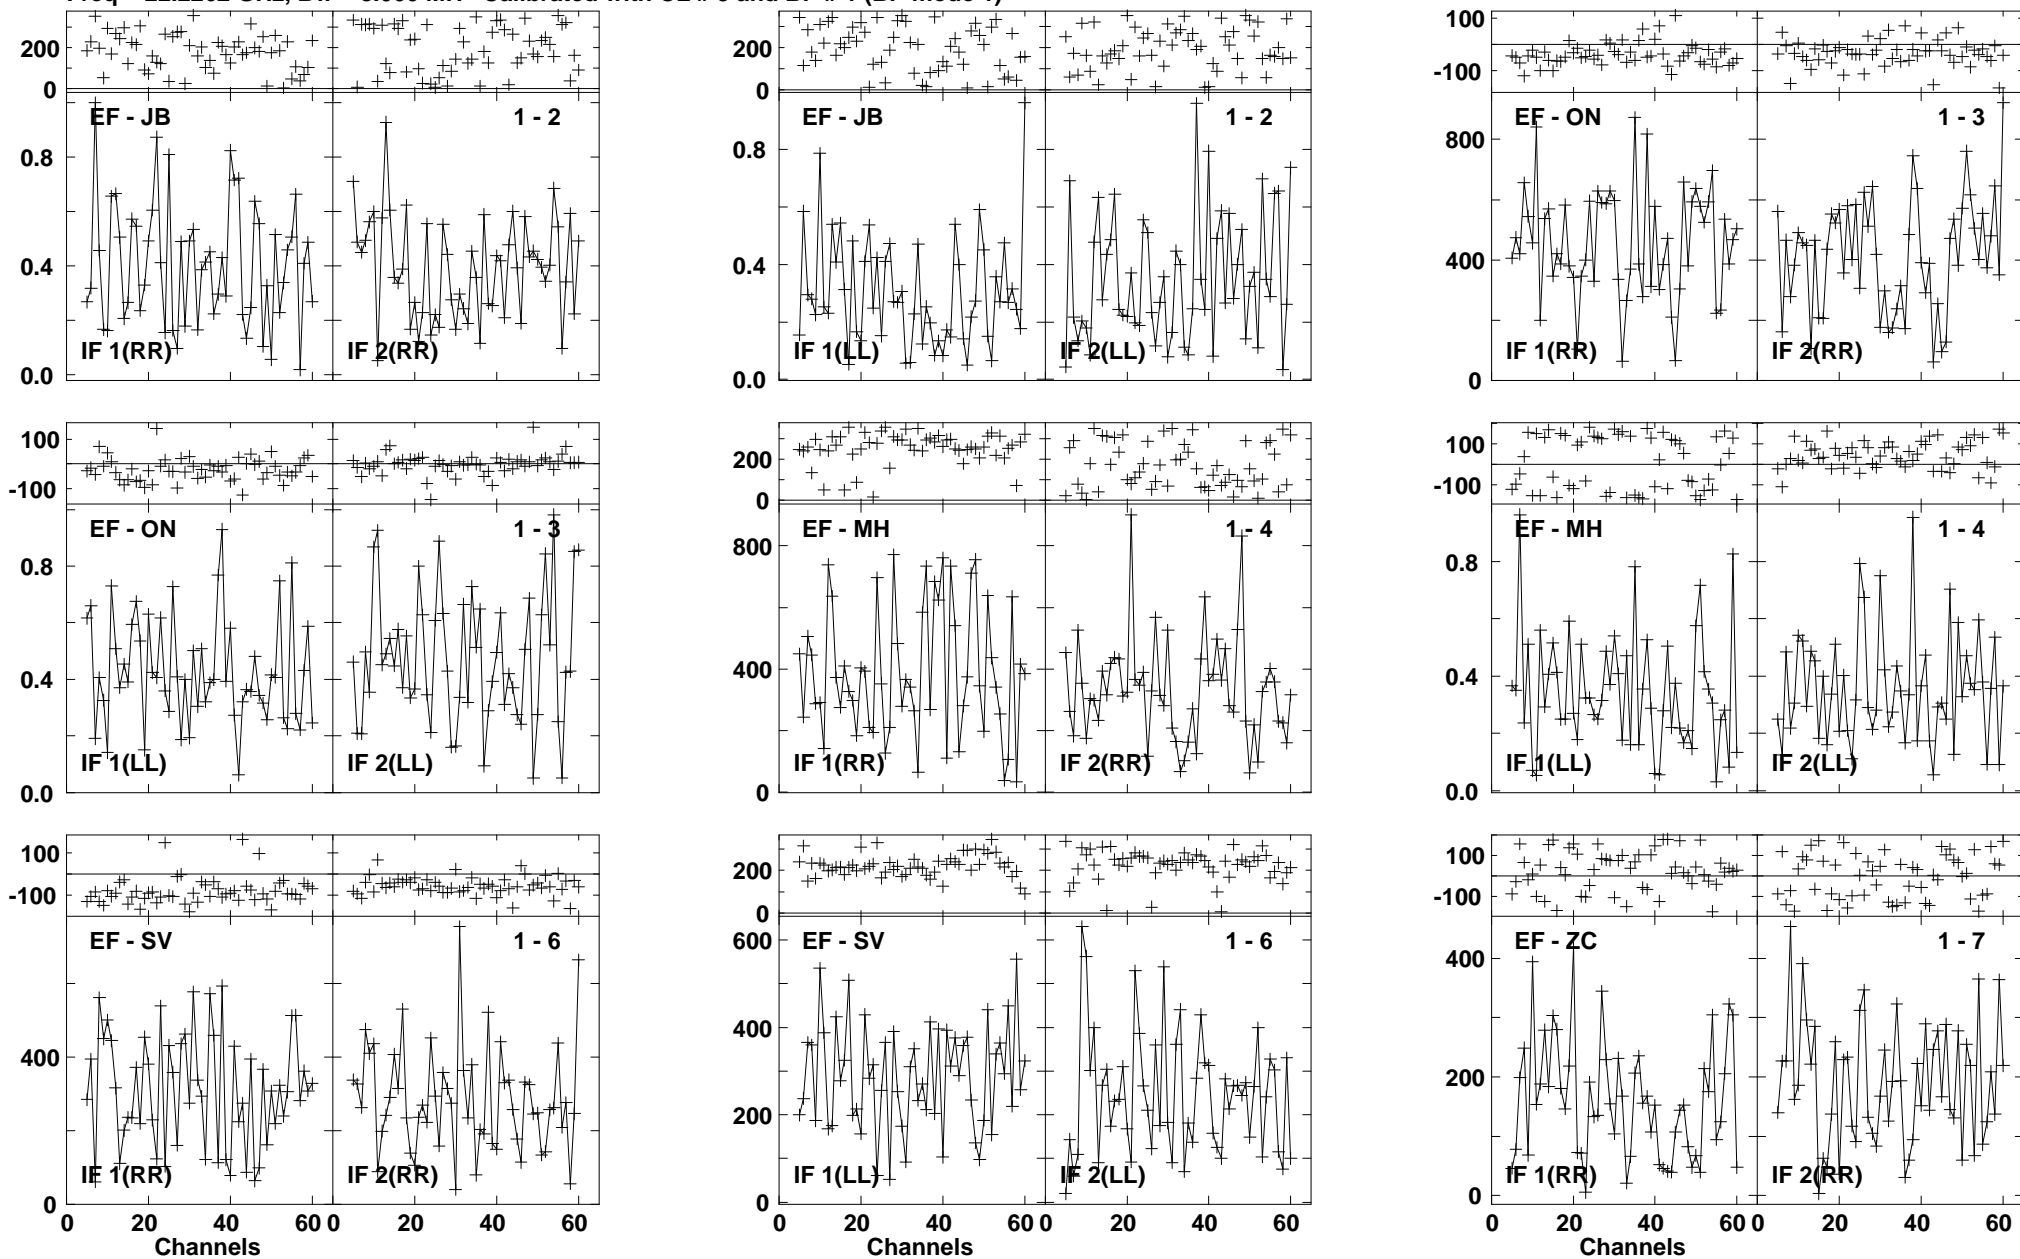 EF - JB 1 - 2
IF 1(RR) IF 2(RR)
200
0
0.8
0.4
0.0
EF - JB 1 - 2
IF 1(LL) IF 2(LL)
200
0
0.8
0.4
0.0
EF - ON 1 - 3
IF 1(RR) IF 2(RR)
100
-100
800
400
0
EF - ON 1 - 3
IF 1(LL) IF 2(LL)
100
-100
0.8
0.4
0.0
EF - MH 1 - 4
IF 1(RR) IF 2(RR)
200
0
800
400
0
EF - MH 1 - 4
IF 1(LL) IF 2(LL)
100
-100
0.8
0.4
0.0
EF - SV 1 - 6
IF 1(RR) IF 2(RR)
100
-100
400
0
0 20 40 60 0 20 40 60
Channels
EF - SV 1 - 6
IF 1(LL) IF 2(LL)
200
0
600
400
200
0
0 20 40 60 0 20 40 60
Channels
EF - ZC 1 - 7
IF 1(RR) IF 2(RR)
100
-100
400
200
0
0 20 40 60 0 20 40 60
Channels